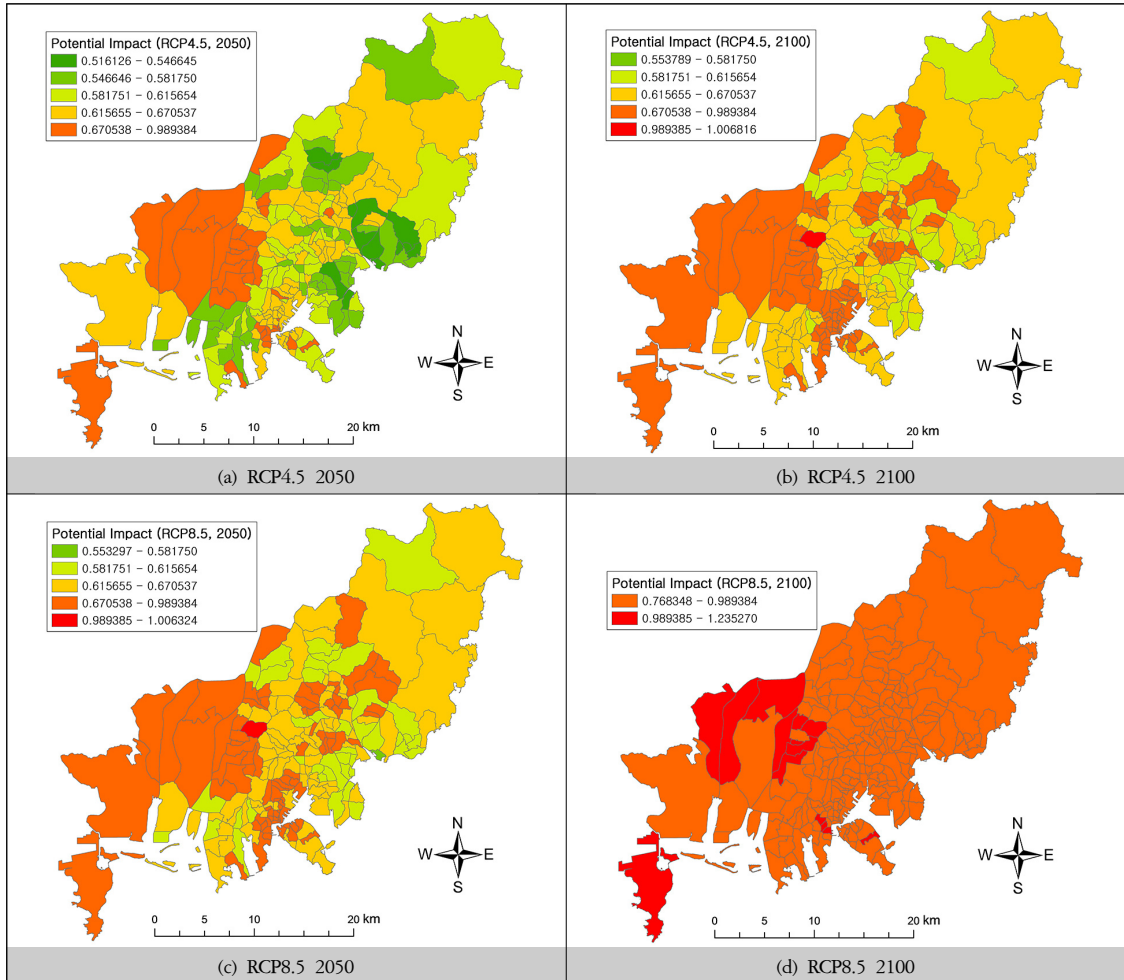 Potential Impact (RCP4.5, 2050)
0.516126 - 0.546645
0.546646 - 0.581750
0.581751 - 0.615654
0.615655 - 0.670537
0.670538 - 0.989384
N
W E
S
0 5 10 20 km
(a) RCP4.5 2050
Potential Impact (RCP4.5, 2100)
0.553789 - 0.581750
0.581751 - 0.615654
0.615655 - 0.670537
0.670538 - 0.989384
0.989385 - 1.006816
N
W E
S
0 5 10 20 km
(b) RCP4.5 2100
Potential Impact (RCP8.5, 2050)
0.553297 - 0.581750
0.581751 - 0.615654
0.615655 - 0.670537
0.670538 - 0.989384
0.989385 - 1.006324
N
W E
S
0 5 10 20 km
(c) RCP8.5 2050
Potential Impact (RCP8.5, 2100)
0.768348 - 0.989384
0.989385 - 1.235270
N
W E
S
0 5 10 20 km
(d) RCP8.5 2100